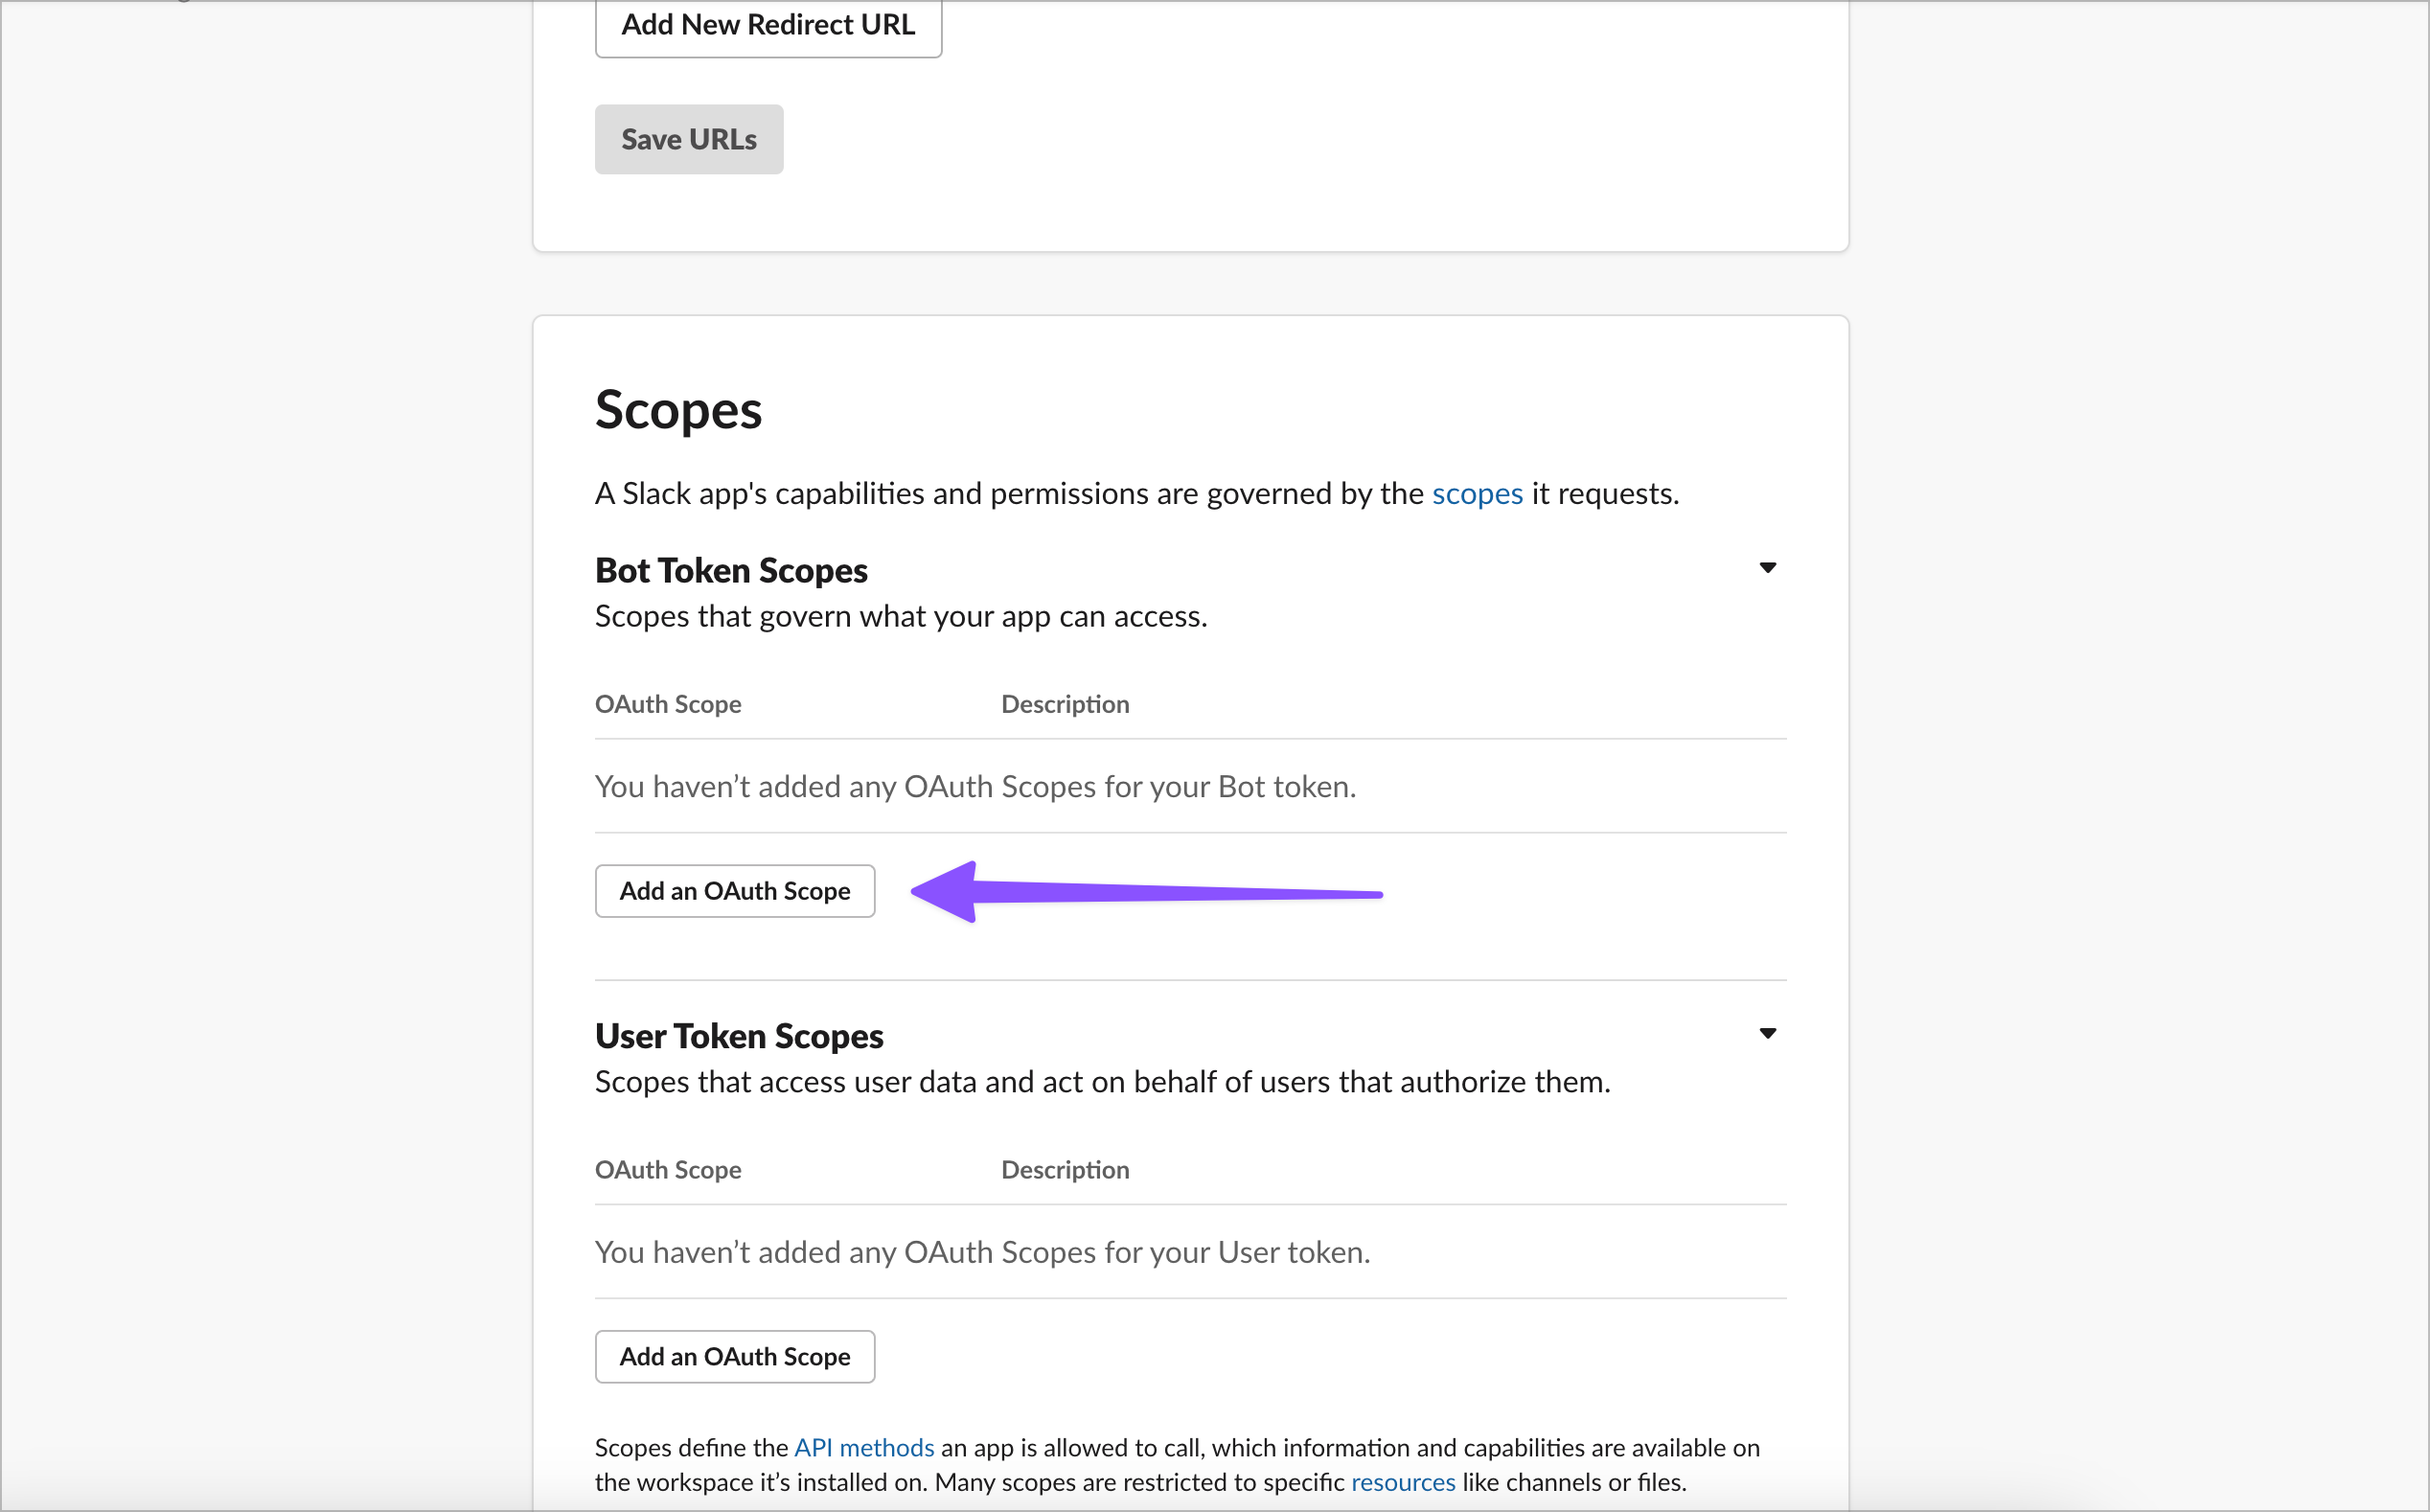 Add New Redirect URL
Save URLs
Scopes
A Slack app's capabilities and permissions are governed by the scopes it requests.
Bot Token Scopes
Scopes that govern what your app can access.
OAuth Scope Description
You haven’t added any OAuth Scopes for your Bot token.
Add an OAuth Scope
User Token Scopes
Scopes that access user data and act on behalf of users that authorize them.
OAuth Scope Description
You haven’t added any OAuth Scopes for your User token.
Add an OAuth Scope
Scopes define the API methods an app is allowed to call, which information and capabilities are available on
the workspace it’s installed on. Many scopes are restricted to specific resources like channels or files.